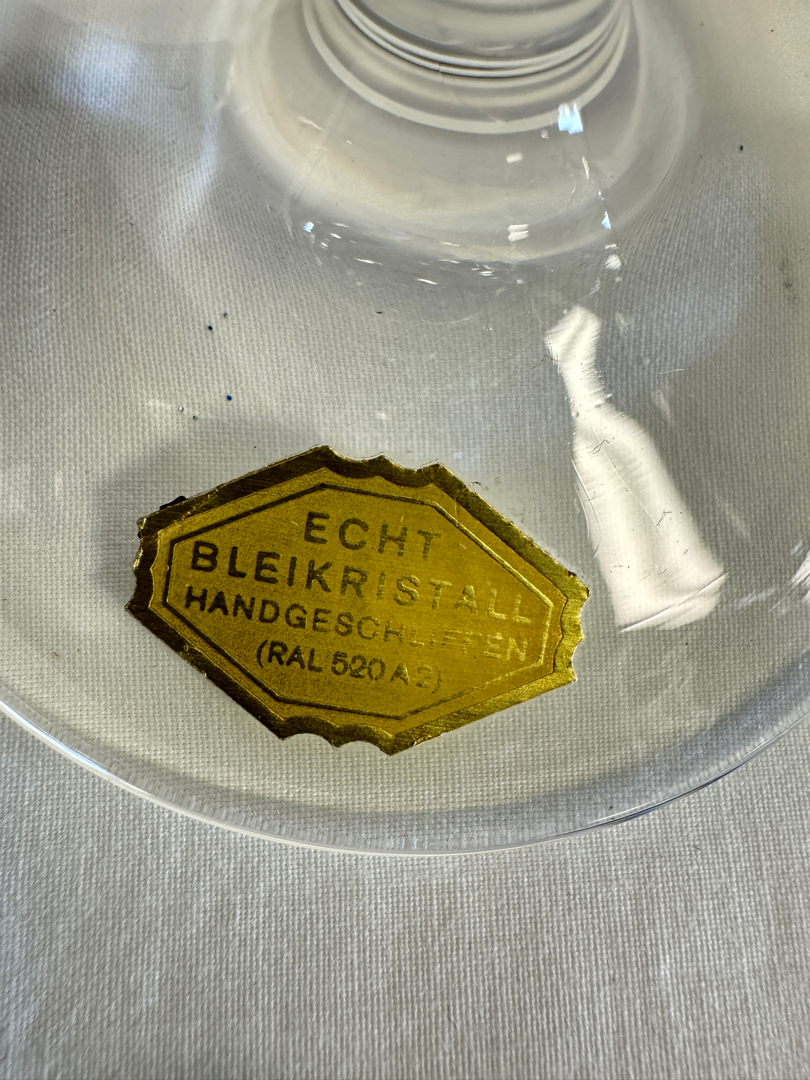 ECHT
BLEIKRISTALL
HANDGESCHLIFFEN
(RAL 520 A3)